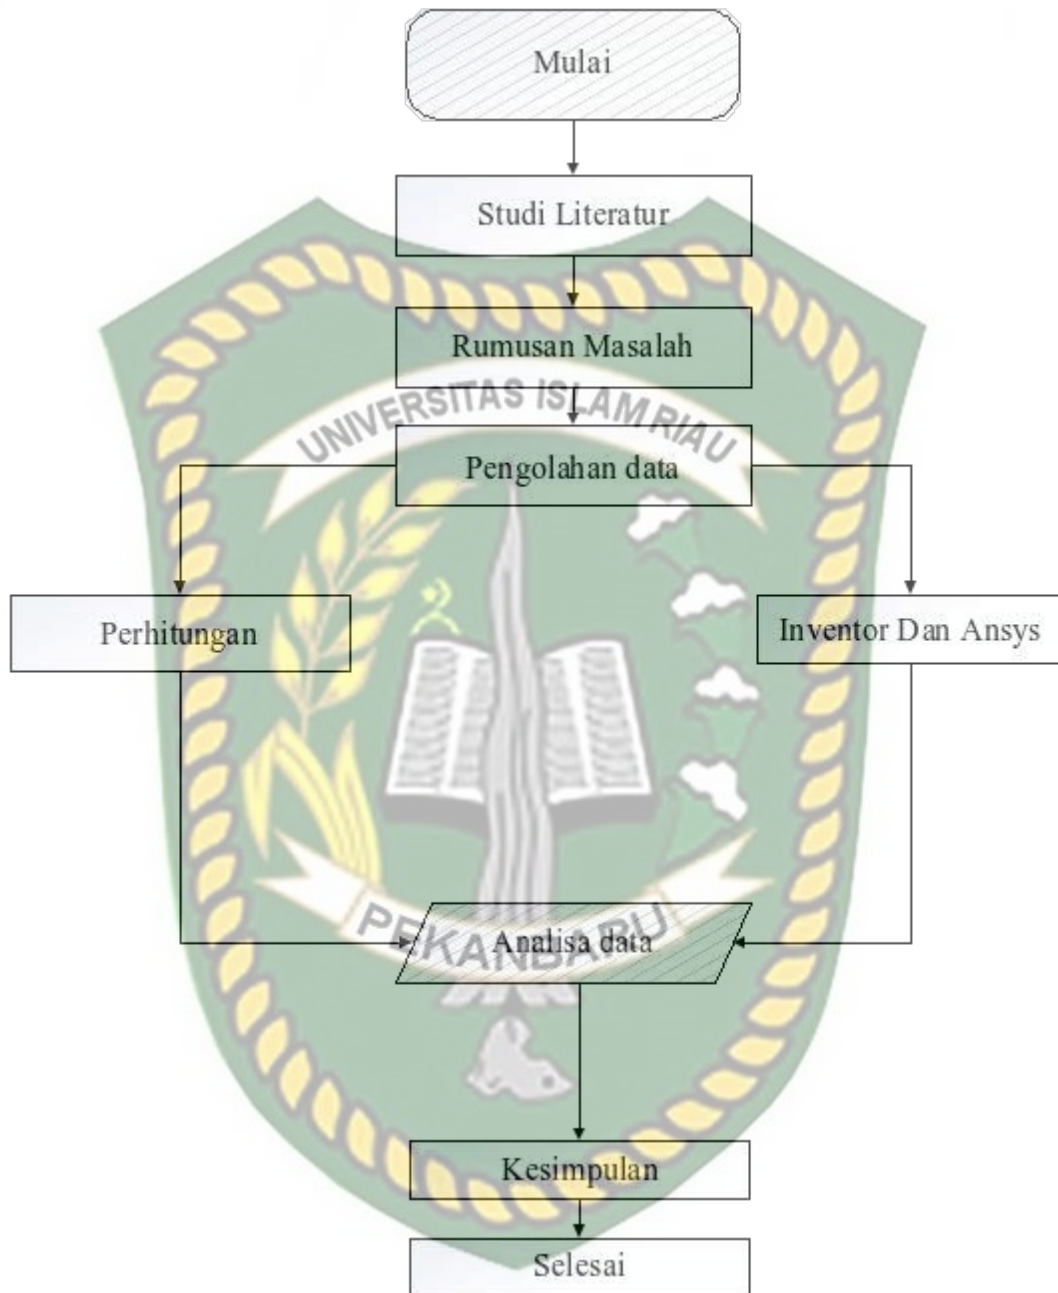 Mulai
Studi Literatur
Rumusan Masalah
UNIVERSITAS ISLAM RIAU
Pengolahan data
Perhitungan
Inventor Dan Ansys
Analisa data
PEKANBARU
Kesimpulan
Selesai